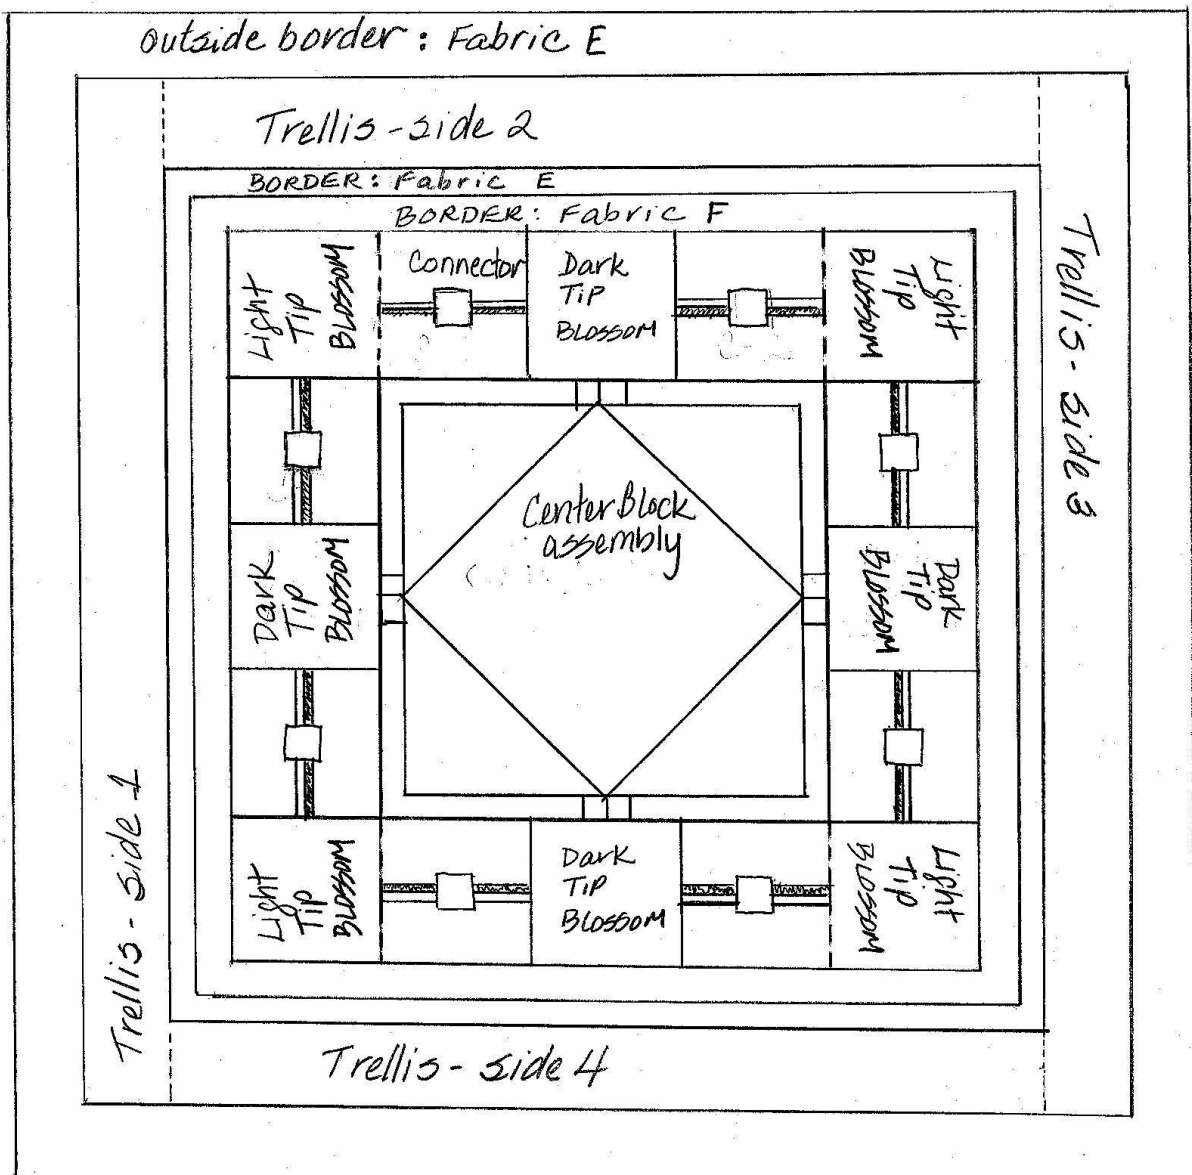 outside border: Fabric E
Trellis - side 2
BORDER: Fabric E
BORDER: Fabric F
Light
Tip
BLOSSOM
Connector
Dark
Tip
BLOSSOM
Light
Tip
BLOSSOM
Trellis - side 3
Center Block
assembly
Dark
Tip
BLOSSOM
Dark
Tip
BLOSSOM
Trellis - side 1
Light
Tip
BLOSSOM
Dark
Tip
BLOSSOM
Light
Tip
BLOSSOM
Trellis - side 4